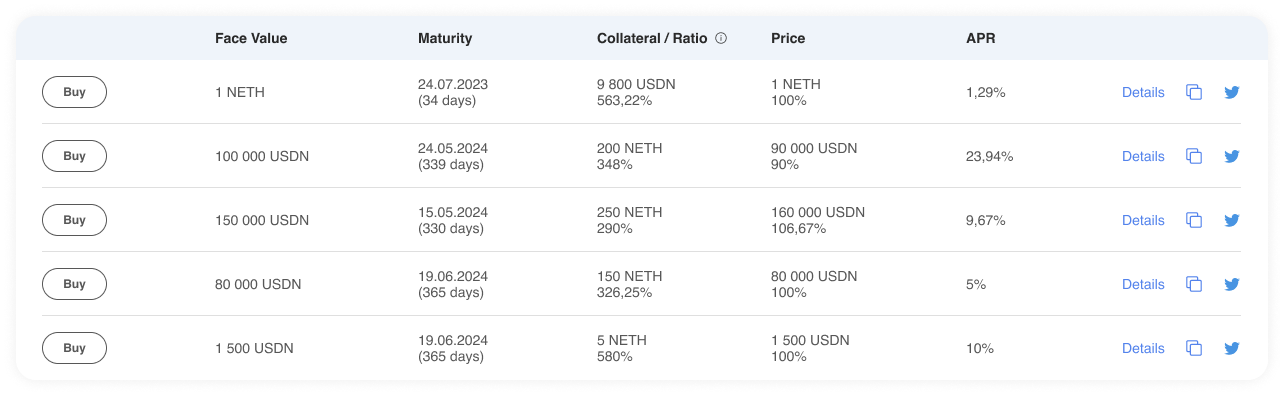 Face Value Maturity Collateral / Ratio Price APR
Buy 1 NETH 24.07.2023 (34 days) 9 800 USDN 563,22% 1 NETH 100% 1,29% Details
Buy 100 000 USDN 24.05.2024 (339 days) 200 NETH 348% 90 000 USDN 90% 23,94% Details
Buy 150 000 USDN 15.05.2024 (330 days) 250 NETH 290% 160 000 USDN 106,67% 9,67% Details
Buy 80 000 USDN 19.06.2024 (365 days) 150 NETH 326,25% 80 000 USDN 100% 5% Details
Buy 1 500 USDN 19.06.2024 (365 days) 5 NETH 580% 1 500 USDN 100% 10% Details